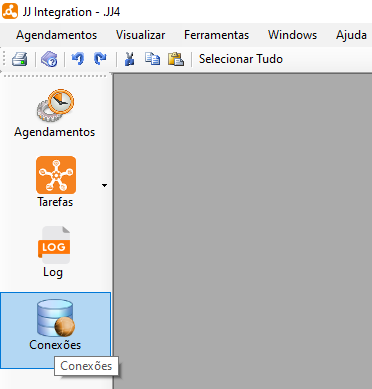 JJ Integration - JJ4
Agendamentos Visualizar Ferramentas Windows Ajuda
Selecionar Tudo
Agendamentos
Tarefas
LOG
Log
Conexões
Conexões